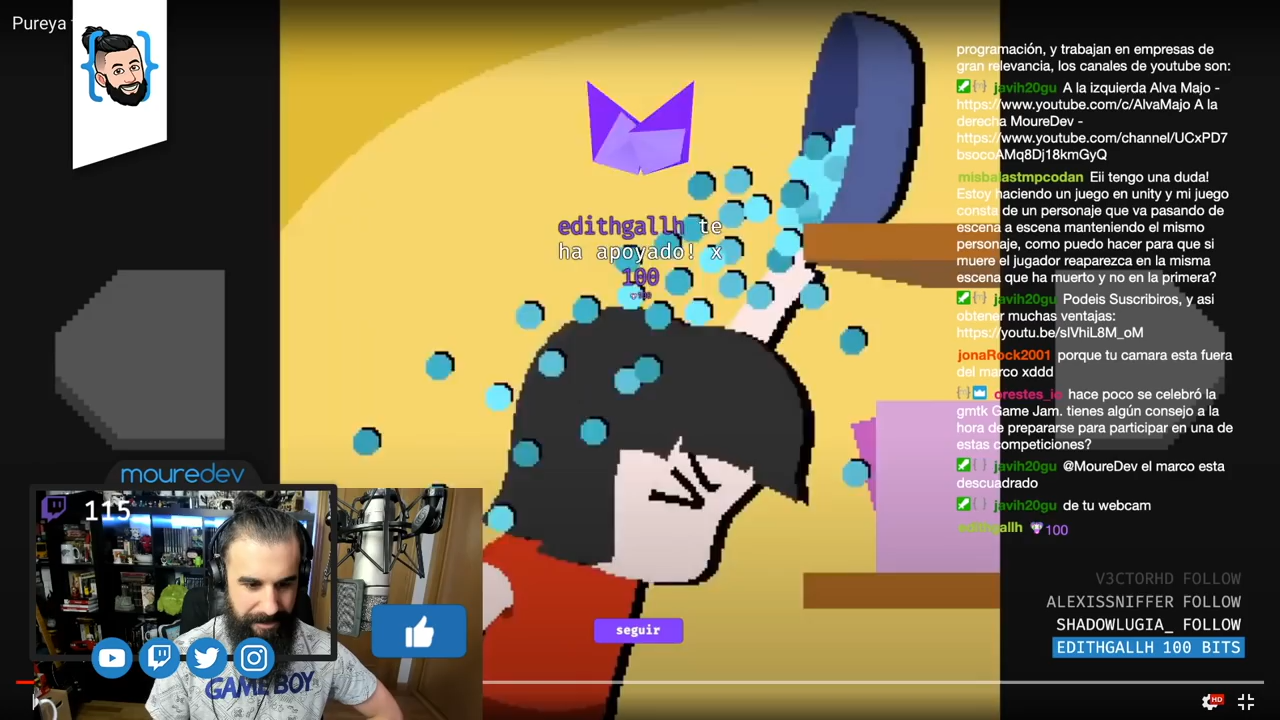 Pureya
programación, y trabajan en empresas de
gran relevancia, los canales de youtube son:
javih20gu A la izquierda Alva Majo -
https://www.youtube.com/c/AlvaMajo A la
derecha MoureDev -
https://www.youtube.com/channel/UCxPD7
bsocoAMq8Dj18kmGyQ
misbalastmpcodan Eii tengo una duda!
Estoy haciendo un juego en unity y mi juego
consta de un personaje que va pasando de
escena a escena manteniendo el mismo
personaje, como puedo hacer para que si
muere el jugador reaparezca en la misma
escena que ha muerto y no en la primera?
javih20gu Podeis Suscribiros, y asi
obtener muchas ventajas:
https://youtu.be/sIVhiL8M_oM
jonaRock2001 porque tu camara esta fuera
del marco xddd
orestes_io hace poco se celebró la
gmtk Game Jam. tienes algún consejo a la
hora de prepararse para participar en una de
estas competiciones?
javih20gu @MoureDev el marco esta
descuadrado
javih20gu de tu webcam
edithgallh 100
edithgallh te
ha apoyado! x
100
V3CTORHD FOLLOW
ALEXISSNIFFER FOLLOW
SHADOWLUGIA_ FOLLOW
EDITHGALLH 100 BITS
mouredev
115
seguir
GAME BOY
HD